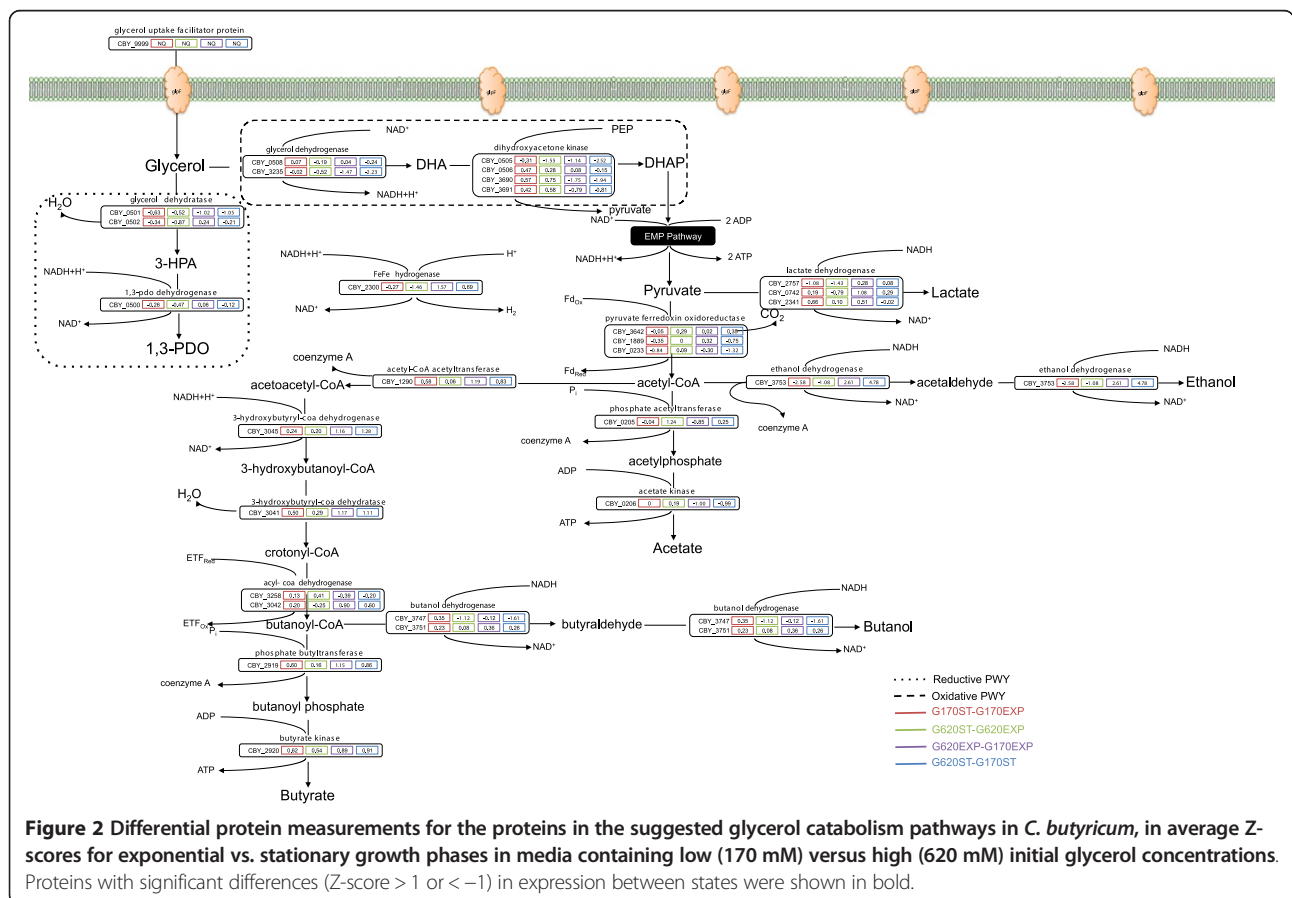 glycerol uptake facilitator protein
CBY_9999 NQ NQ NQ NQ
glpF glpF glpF glpF glpF
NAD+
PEP
glycerol dehydrogenase
CBY_0508 0.07 -0.19 0.04 -0.24
CBY_3235 -0.02 -0.52 -1.47 -2.23
dihydroxyacetone kinase
CBY_0505 -0.31 -1.53 -1.14 -2.52
CBY_0506 0.47 0.28 0.08 -0.15
CBY_3690 0.57 0.75 -1.75 -1.94
CBY_3691 0.42 0.58 -0.79 -0.81
Glycerol
DHA
DHAP
NADH+H+
pyruvate
H2O
glycerol dehydratase
CBY_0501 -0.63 -0.52 -1.02 -1.05
CBY_0502 -0.34 -0.87 0.24 -0.21
3-HPA
NADH+H+
1,3-pdo dehydrogenase
CBY_0500 -0.26 -0.47 0.06 -0.12
NAD+
1,3-PDO
NAD+
2 ADP
EMP Pathway
NADH+H+
2 ATP
NADH+H+
H+
FeFe hydrogenase
CBY_2300 -0.27 -1.46 1.57 0.69
NAD+
H2
Pyruvate
NADH
lactate dehydrogenase
CBY_2757 -1.08 -1.43 0.28 0.08
CBY_0742 0.19 -0.79 1.06 0.29
CBY_2341 0.66 0.10 0.51 -0.02
Lactate
NAD+
FdOx
CO2
pyruvate ferredoxin oxidoreductase
CBY_3642 -0.05 0.29 0.02 0.35
CBY_1889 -0.35 0 0.32 -0.75
CBY_0233 -0.84 0.09 -0.30 -1.32
FdRed
coenzyme A
acetyl-CoA acetyltransferase
CBY_1290 0.58 0.06 1.19 0.83
acetoacetyl-CoA
acetyl-CoA
NADH
ethanol dehydrogenase
CBY_3753 -2.58 -1.08 2.61 4.78
NAD+
coenzyme A
acetaldehyde
NADH
ethanol dehydrogenase
CBY_3753 -2.58 -1.08 2.61 4.78
NAD+
Ethanol
Pi
phosphate acetyltransferase
CBY_0205 -0.04 1.24 -0.85 0.25
coenzyme A
acetylphosphate
ADP
acetate kinase
CBY_0206 0 0.19 -1.00 -0.99
ATP
Acetate
NADH+H+
3-hydroxybutyryl-coa dehydrogenase
CBY_3045 0.24 0.20 1.16 1.28
NAD+
3-hydroxybutanoyl-CoA
H2O
3-hydroxybutyryl-coa dehydratase
CBY_3041 0.50 0.29 1.17 1.11
crotonyl-CoA
ETFRed
acyl- coa dehydrogenase
CBY_3258 0.13 0.41 -0.39 -0.20
CBY_3042 0.20 -0.25 0.90 0.60
ETFOx
Pi
butanoyl-CoA
NADH
butanol dehydrogenase
CBY_3747 0.35 -1.12 -0.12 -1.61
CBY_3751 0.23 0.08 0.36 0.26
NAD+
butyraldehyde
NADH
butanol dehydrogenase
CBY_3747 0.35 -1.12 -0.12 -1.61
CBY_3751 0.23 0.08 0.36 0.26
NAD+
Butanol
phosphate butyltransferase
CBY_2919 0.60 0.16 1.15 0.86
coenzyme A
butanoyl phosphate
ADP
butyrate kinase
CBY_2920 0.62 0.54 0.89 0.91
ATP
Butyrate
Reductive PWY
Oxidative PWY
G170ST-G170EXP
G620ST-G620EXP
G620EXP-G170EXP
G620ST-G170ST
Figure 2 Differential protein measurements for the proteins in the suggested glycerol catabolism pathways in C. butyricum, in average Z-
scores for exponential vs. stationary growth phases in media containing low (170 mM) versus high (620 mM) initial glycerol concentrations.
Proteins with significant differences (Z-score > 1 or < −1) in expression between states were shown in bold.